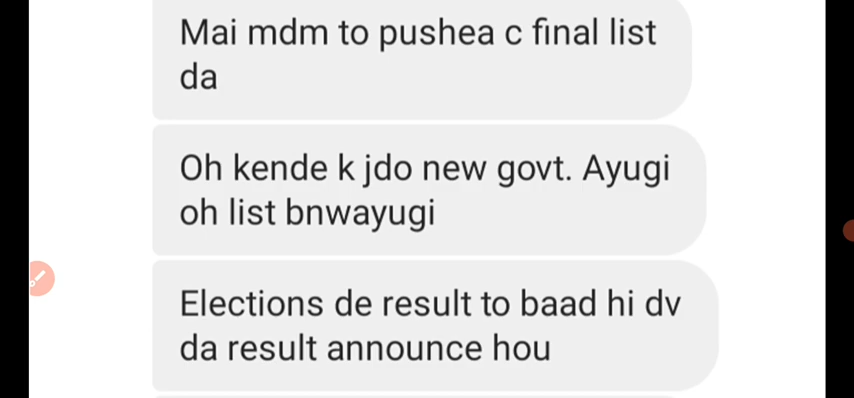 Mai mdm to pushea c final list
da
Oh kende k jdo new govt. Ayugi
oh list bnwayugi
Elections de result to baad hi dv
da result announce hou